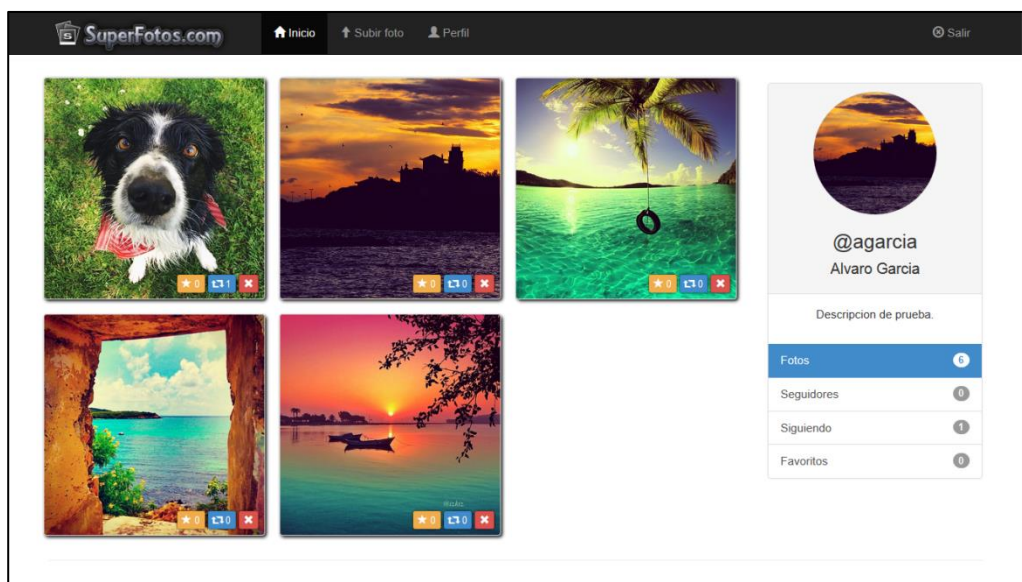 SuperFotos.com
Inicio
Subir foto
Perfil
Salir
0 1
0 0
0 0
@agarcia
Alvaro Garcia
Descripcion de prueba.
Fotos 6
Seguidores 0
Siguiendo 1
Favoritos 0
0 0
0 0